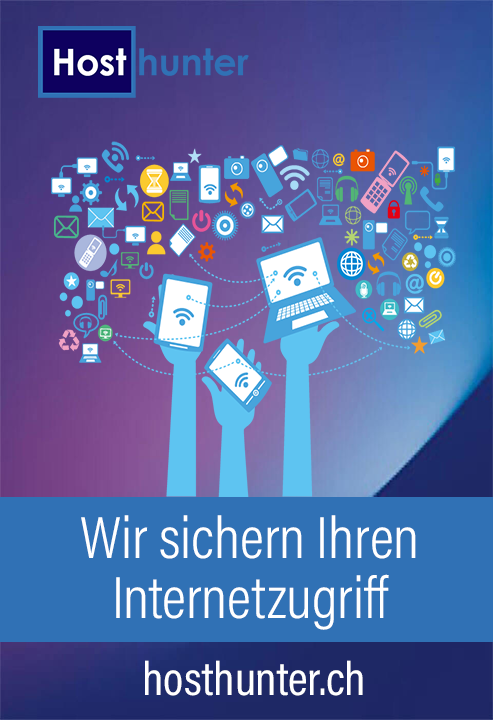 Host hunter
Wir sichern Ihren
Internetzugriff
hosthunter.ch